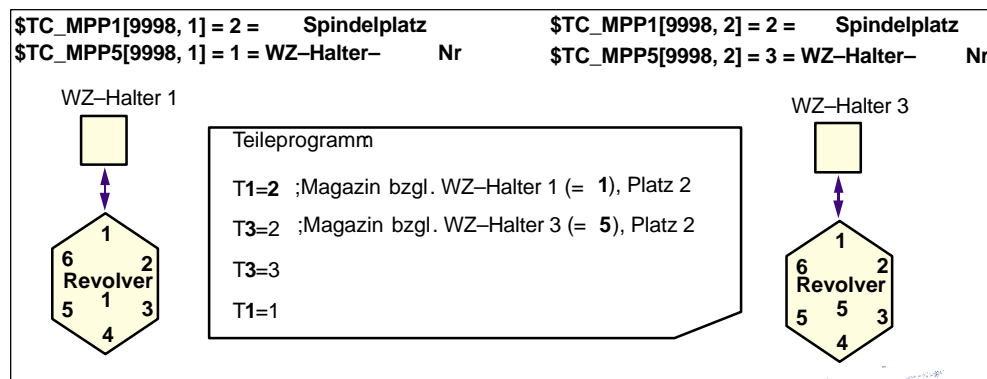 $TC_MPP1[9998, 1] = 2 = Spindelplatz
$TC_MPP5[9998, 1] = 1 = WZ–Halter– Nr
$TC_MPP1[9998, 2] = 2 = Spindelplatz
$TC_MPP5[9998, 2] = 3 = WZ–Halter– Nr
WZ–Halter 1
1
6 2
Revolver
1
5 3
4
Teileprogramm:
T1=2 ;Magazin bzgl. WZ–Halter 1 (= 1), Platz 2
T3=2 ;Magazin bzgl. WZ–Halter 3 (= 5), Platz 2
T3=3
T1=1
WZ–Halter 3
1
6 2
Revolver
5 5 3
4